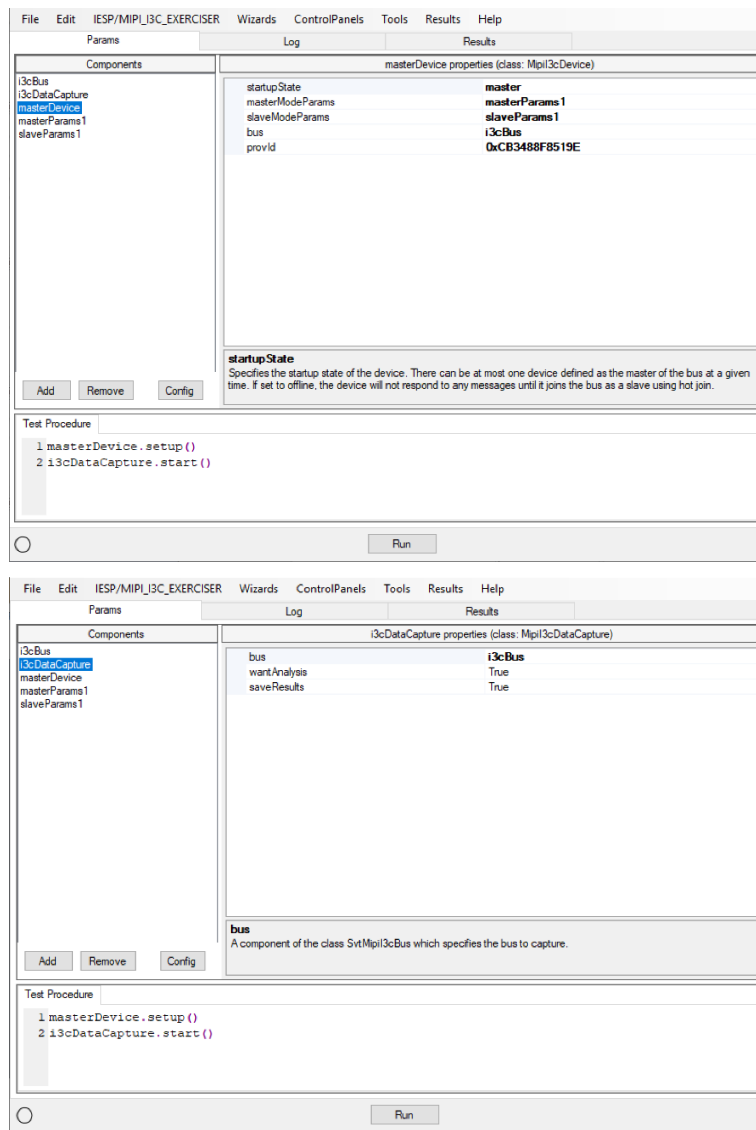 File Edit IESP/MIPI_I3C_EXERCISER Wizards ControlPanels Tools Results Help
Params Log Results
Components
masterDevice properties (class: MipiI3cDevice)
i3cBus
i3cDataCapture
masterDevice
masterParams1
slaveParams1
startupState master
masterModeParams masterParams1
slaveModeParams slaveParams1
bus i3cBus
provId 0xCB3488F8519E
startupState
Specifies the startup state of the device. There can be at most one device defined as the master of the bus at a given
time. If set to offline, the device will not respond to any messages until it joins the bus as a slave using hot join.
Add Remove Config
Test Procedure
1 masterDevice.setup()
2 i3cDataCapture.start()
Run
File Edit IESP/MIPI_I3C_EXERCISER Wizards ControlPanels Tools Results Help
Params Log Results
Components
i3cDataCapture properties (class: MipiI3cDataCapture)
i3cBus
i3cDataCapture
masterDevice
masterParams1
slaveParams1
bus i3cBus
wantAnalysis True
saveResults True
bus
A component of the class SvtMipiI3cBus which specifies the bus to capture.
Add Remove Config
Test Procedure
1 masterDevice.setup()
2 i3cDataCapture.start()
Run